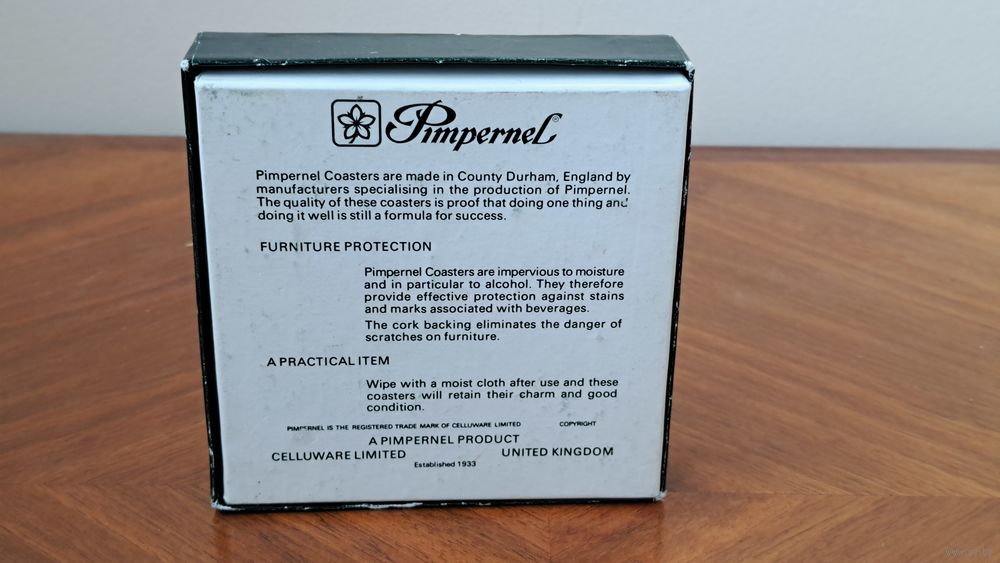 Pimpernel
Pimpernel Coasters are made in County Durham, England by
manufacturers specialising in the production of Pimpernel.
The quality of these coasters is proof that doing one thing and
doing it well is still a formula for success.
FURNITURE PROTECTION
Pimpernel Coasters are impervious to moisture
and in particular to alcohol. They therefore
provide effective protection against stains
and marks associated with beverages.
The cork backing eliminates the danger of
scratches on furniture.
A PRACTICAL ITEM
Wipe with a moist cloth after use and these
coasters will retain their charm and good
condition.
PIMPERNEL IS THE REGISTERED TRADE MARK OF CELLUWARE LIMITED COPYRIGHT
A PIMPERNEL PRODUCT
CELLUWARE LIMITED UNITED KINGDOM
Established 1933